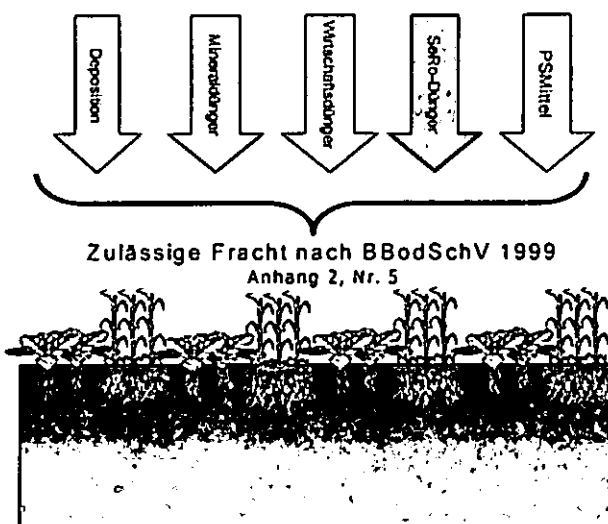 Deposition
Mineraldünger
Wirtschaftsdünger
SeRo-Dünger
PSMittel
Zulässige Fracht nach BBodSchV 1999
Anhang 2, Nr. 5